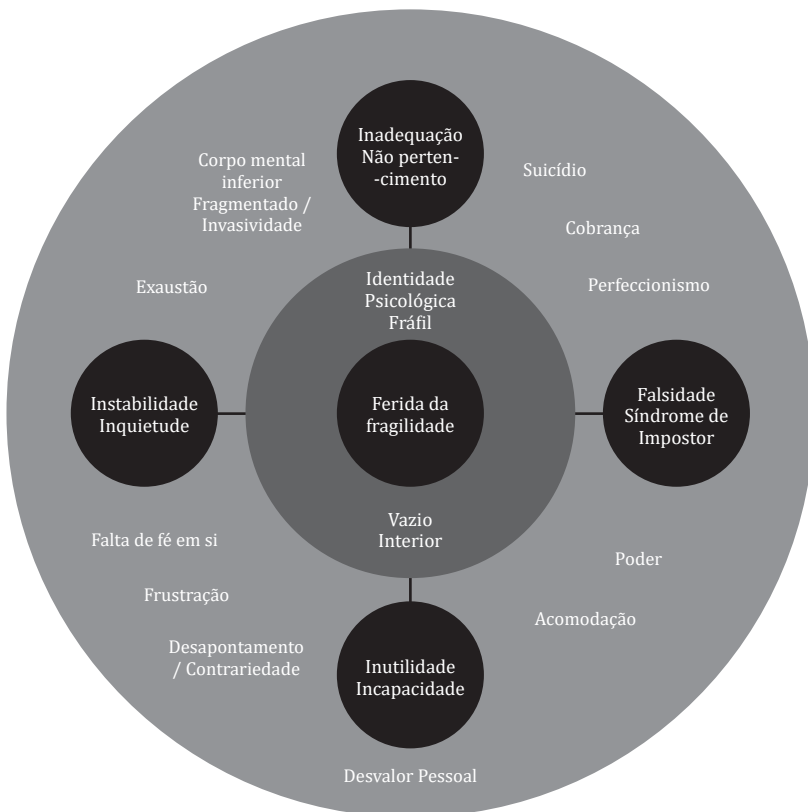 Inadequação
Não perten-
-cimento
Corpo mental
inferior
Fragmentado /
Invasividade
Suicídio
Cobrança
Exaustão
Identidade
Psicológica
Fráfil
Perfeccionismo
Instabilidade
Inquietude
Ferida da
fragilidade
Falsidade
Síndrome de
Impostor
Vazio
Interior
Falta de fé em si
Poder
Frustração
Acomodação
Desapontamento
/ Contrariedade
Inutilidade
Incapacidade
Desvalor Pessoal